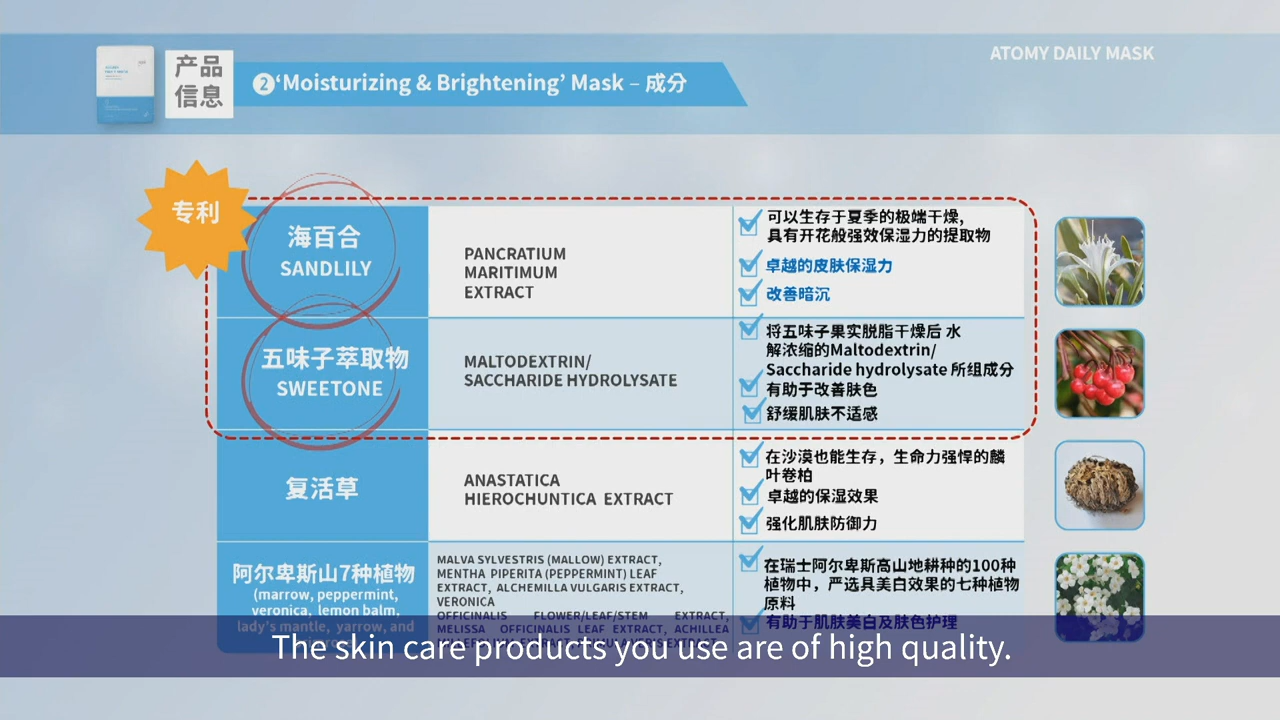 ATOMY DAILY MASK
产品
信息
❷‘Moisturizing & Brightening’ Mask – 成分
专利
海百合
SANDLILY
PANCRATIUM
MARITIMUM
EXTRACT
可以生存于夏季的极端干燥,
具有开花般强效保湿力的提取物
卓越的皮肤保湿力
改善暗沉
五味子萃取物
SWEETONE
MALTODEXTRIN/
SACCHARIDE HYDROLYSATE
将五味子果实脱脂干燥后 水
解浓缩的Maltodextrin/
Saccharide hydrolysate 所组成分
有助于改善肤色
舒缓肌肤不适感
复活草
ANASTATICA
HIEROCHUNTICA EXTRACT
在沙漠也能生存，生命力强悍的麟
叶卷柏
卓越的保湿效果
强化肌肤防御力
阿尔卑斯山7种植物
(marrow, peppermint,
veronica, lemon balm,
lady's mantle, yarrow, and
MALVA SYLVESTRIS (MALLOW) EXTRACT,
MENTHA PIPERITA (PEPPERMINT) LEAF
EXTRACT, ALCHEMILLA VULGARIS EXTRACT,
VERONICA
OFFICINALIS FLOWER/LEAF/STEM EXTRACT,
MELISSA OFFICINALIS LEAF EXTRACT, ACHILLEA
在瑞士阿尔卑斯高山地耕种的100种
植物中，严选具美白效果的七种植物
原料
有助于肌肤美白及肤色护理
The skin care products you use are of high quality.